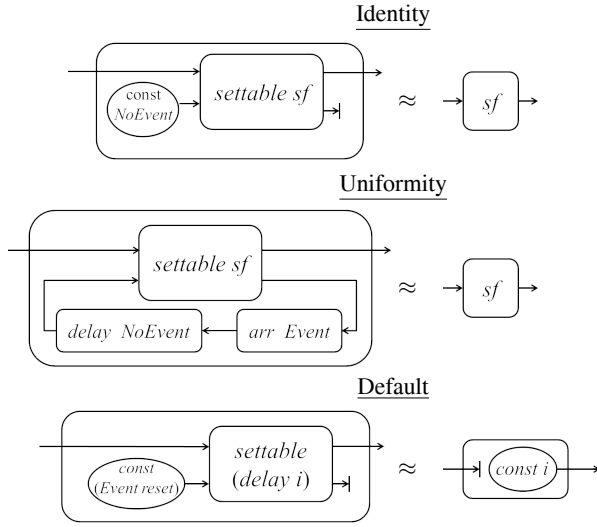 Identity
const
NoEvent
settable sf
≈
sf
Uniformity
settable sf
delay NoEvent
arr Event
≈
sf
Default
const
(Event reset)
settable
(delay i)
≈
const i